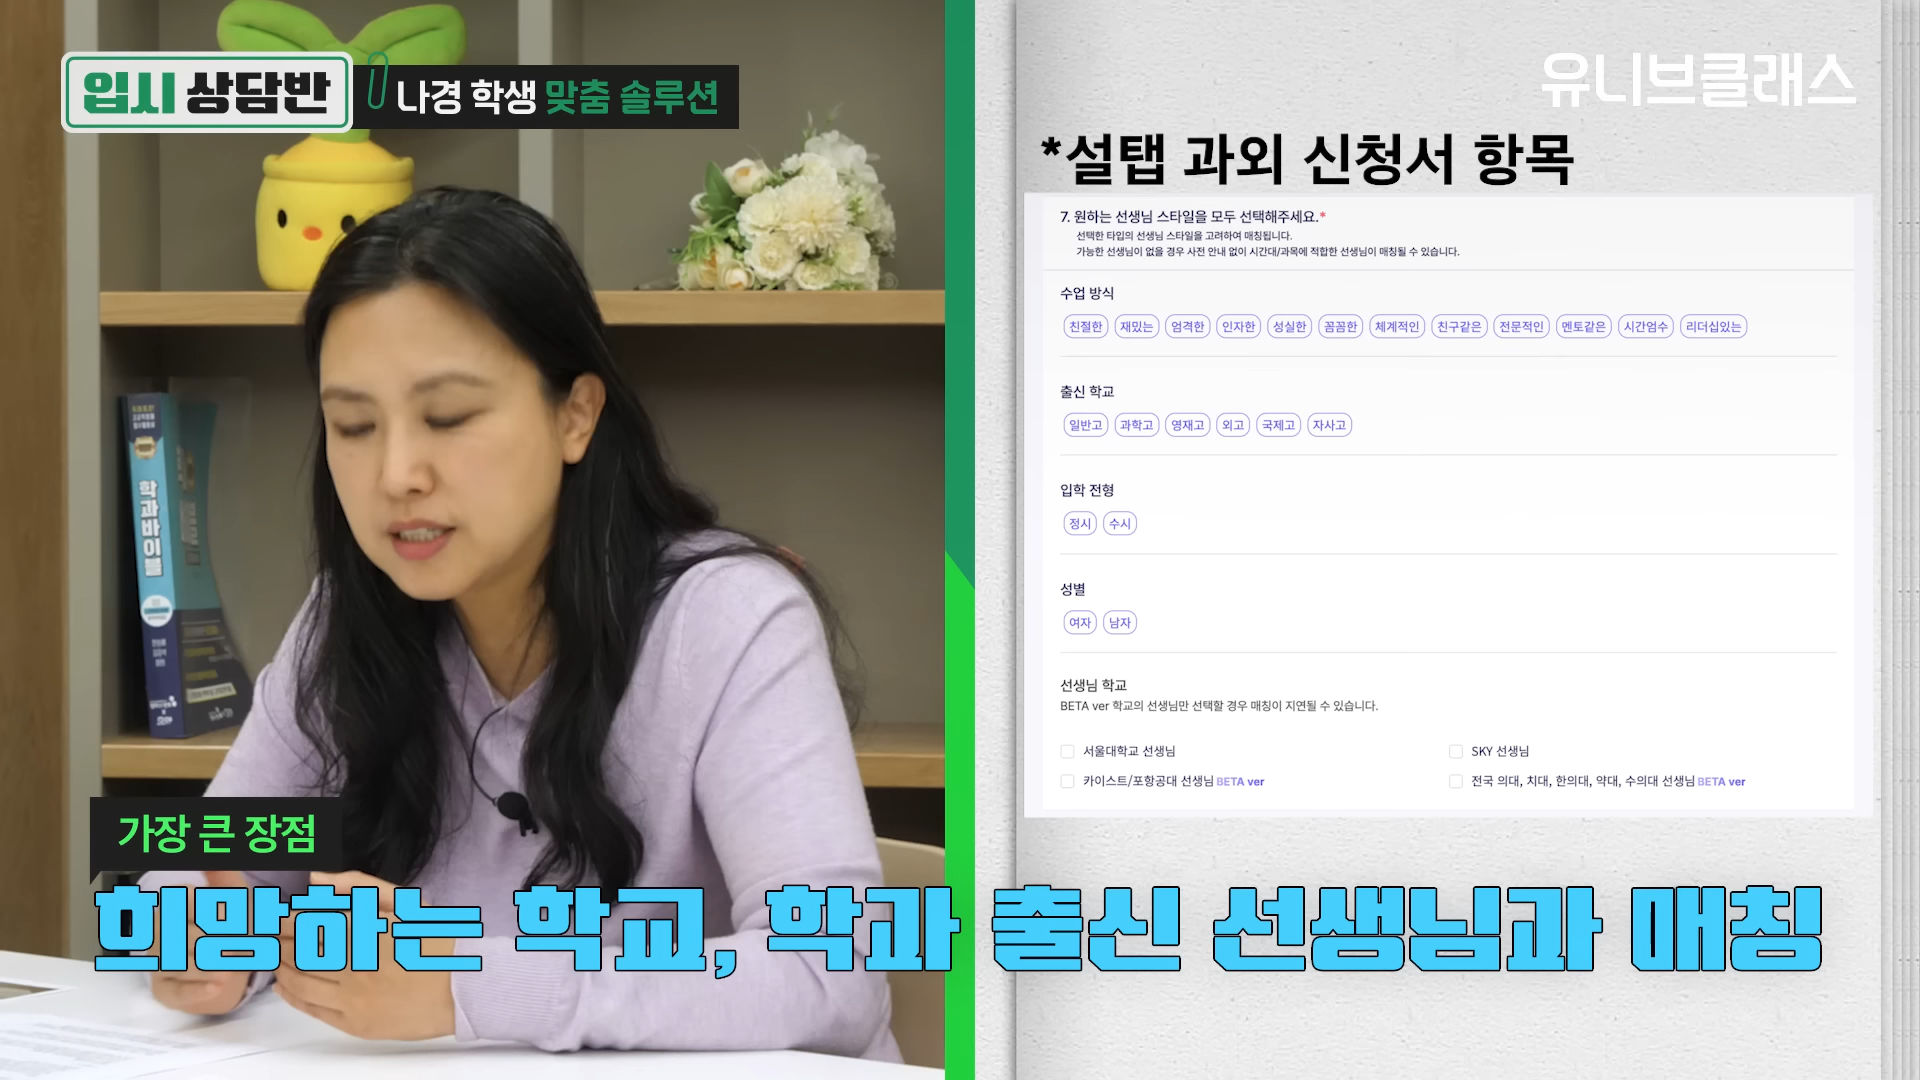 입시 상담반
나경 학생 맞춤 솔루션
유니브클래스
*설탭 과외 신청서 항목
7. 원하는 선생님 스타일을 모두 선택해주세요.*
선택한 타입의 선생님 스타일을 고려하여 매칭됩니다.
가능한 선생님이 없을 경우 사전 안내 없이 시간대/과목에 적합한 선생님이 매칭될 수 있습니다.
수업 방식
친절한 재밌는 엄격한 인자한 성실한 꼼꼼한 체계적인 친구같은 전문적인 멘토같은 시간엄수 리더십있는
출신 학교
일반고 과학고 영재고 외고 국제고 자사고
입학 전형
정시 수시
성별
여자 남자
선생님 학교
BETA ver 학교의 선생님만 선택할 경우 매칭이 지연될 수 있습니다.
서울대학교 선생님 SKY 선생님
카이스트/포항공대 선생님 BETA ver 전국 의대, 치대, 한의대, 약대, 수의대 선생님 BETA ver
학과바이블
가장 큰 장점
희망하는 학교, 학과 출신 선생님과 매칭